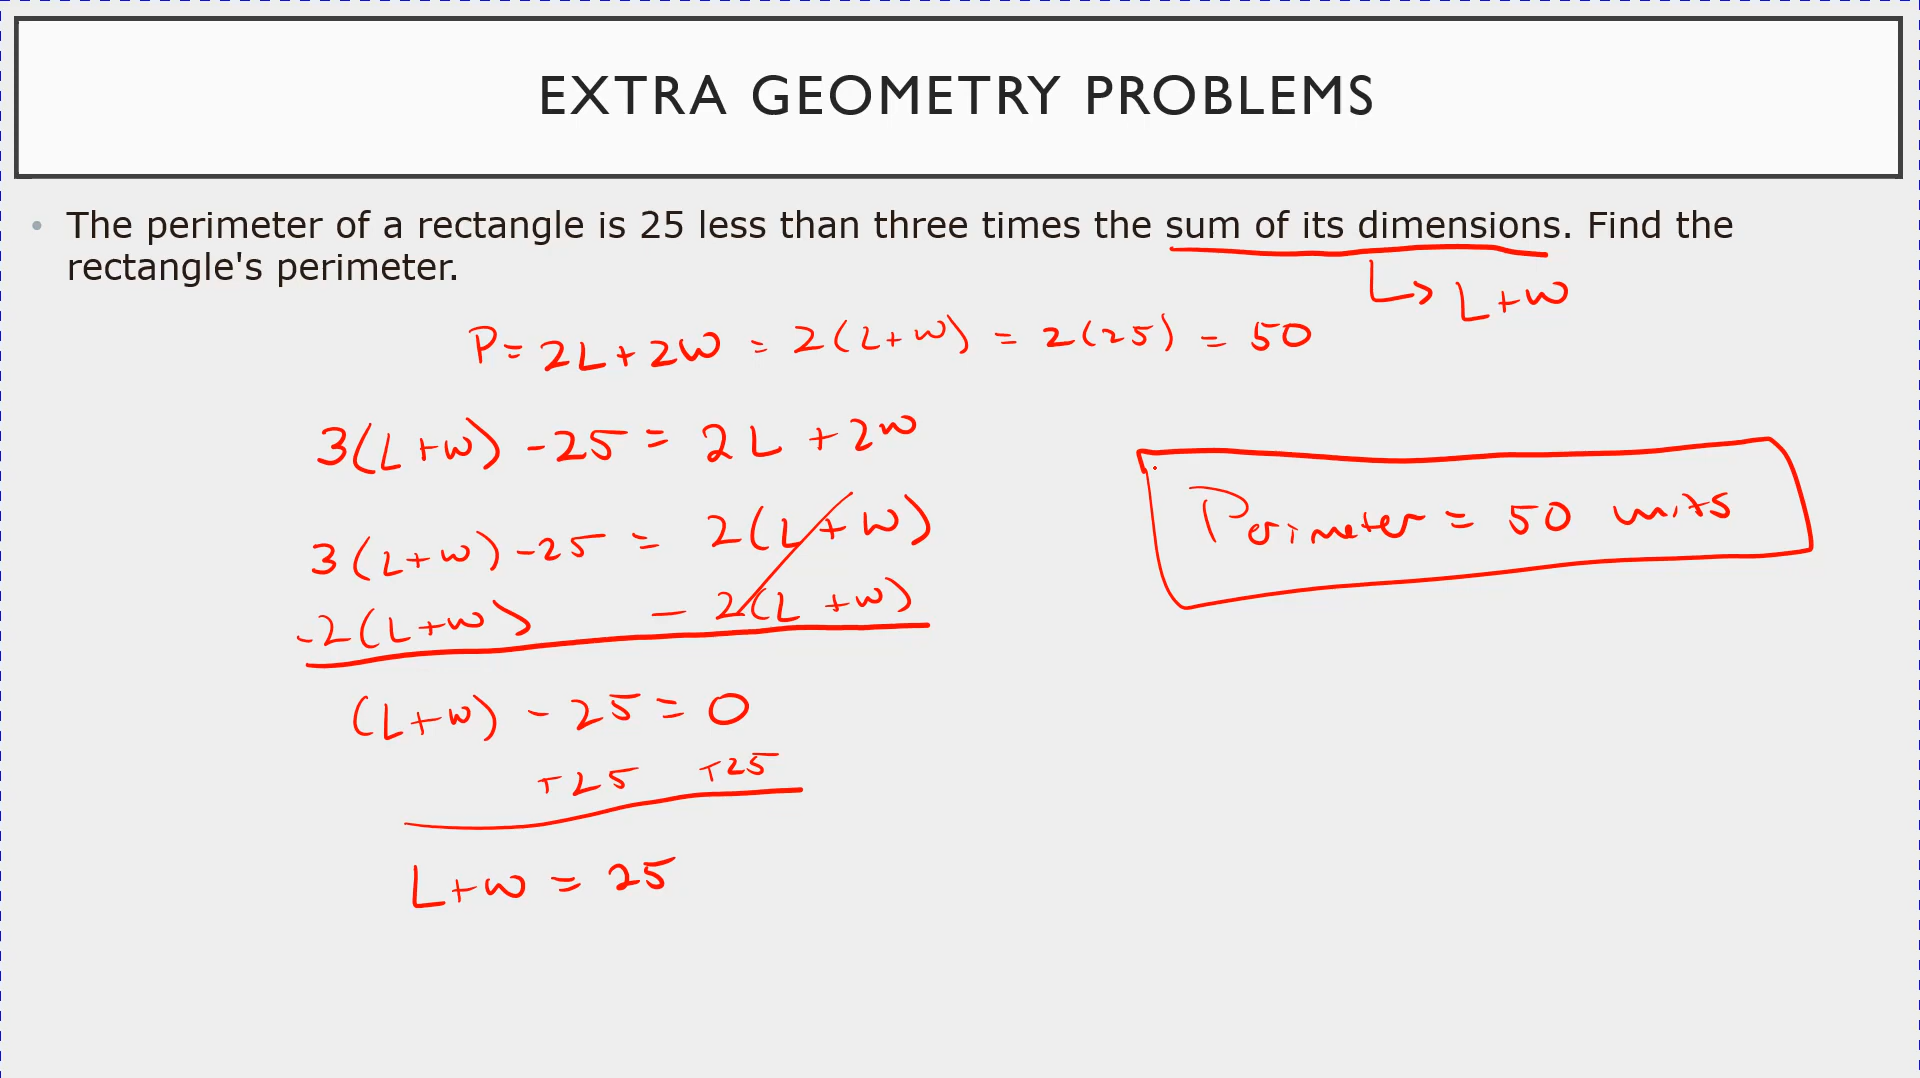 EXTRA GEOMETRY PROBLEMS
• The perimeter of a rectangle is 25 less than three times the sum of its dimensions. Find the
rectangle's perimeter.
L+W
P = 2L + 2W = 2(L+W) = 2(25) = 50
3(L+W) - 25 = 2L + 2W
3(L+W) - 25 = 2(L+W)
-2(L+W) - 2(L+W)
(L+W) - 25 = 0
+25 +25
L+W = 25
Perimeter = 50 units